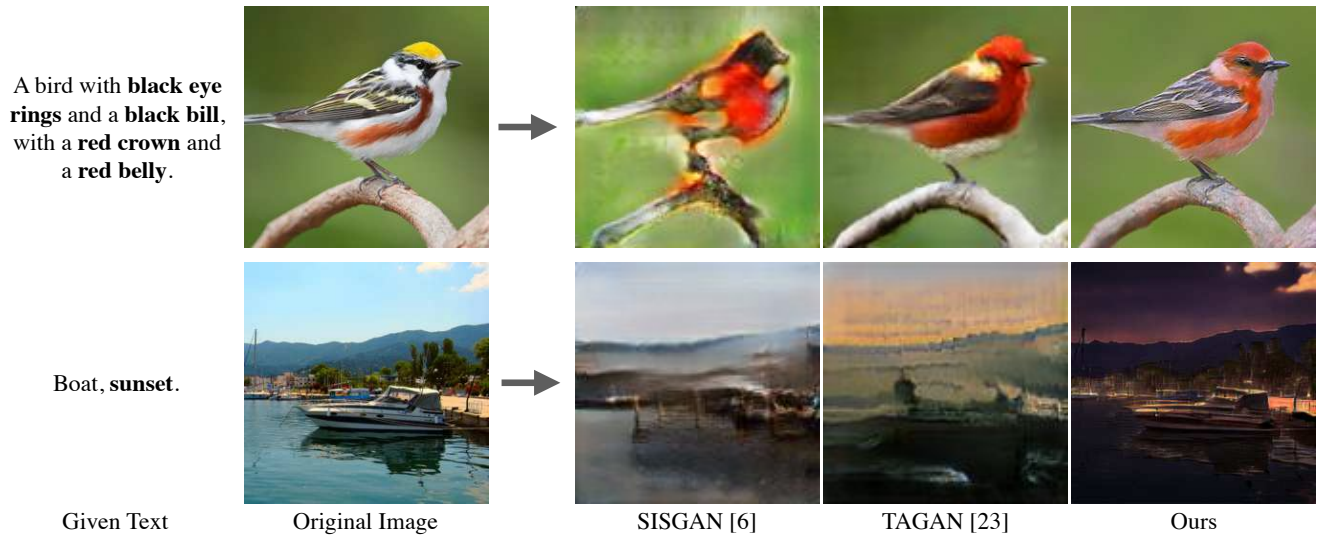 A bird with black eye
rings and a black bill,
with a red crown and
a red belly.
Boat, sunset.
Given Text
Original Image
SISGAN [6]
TAGAN [23]
Ours